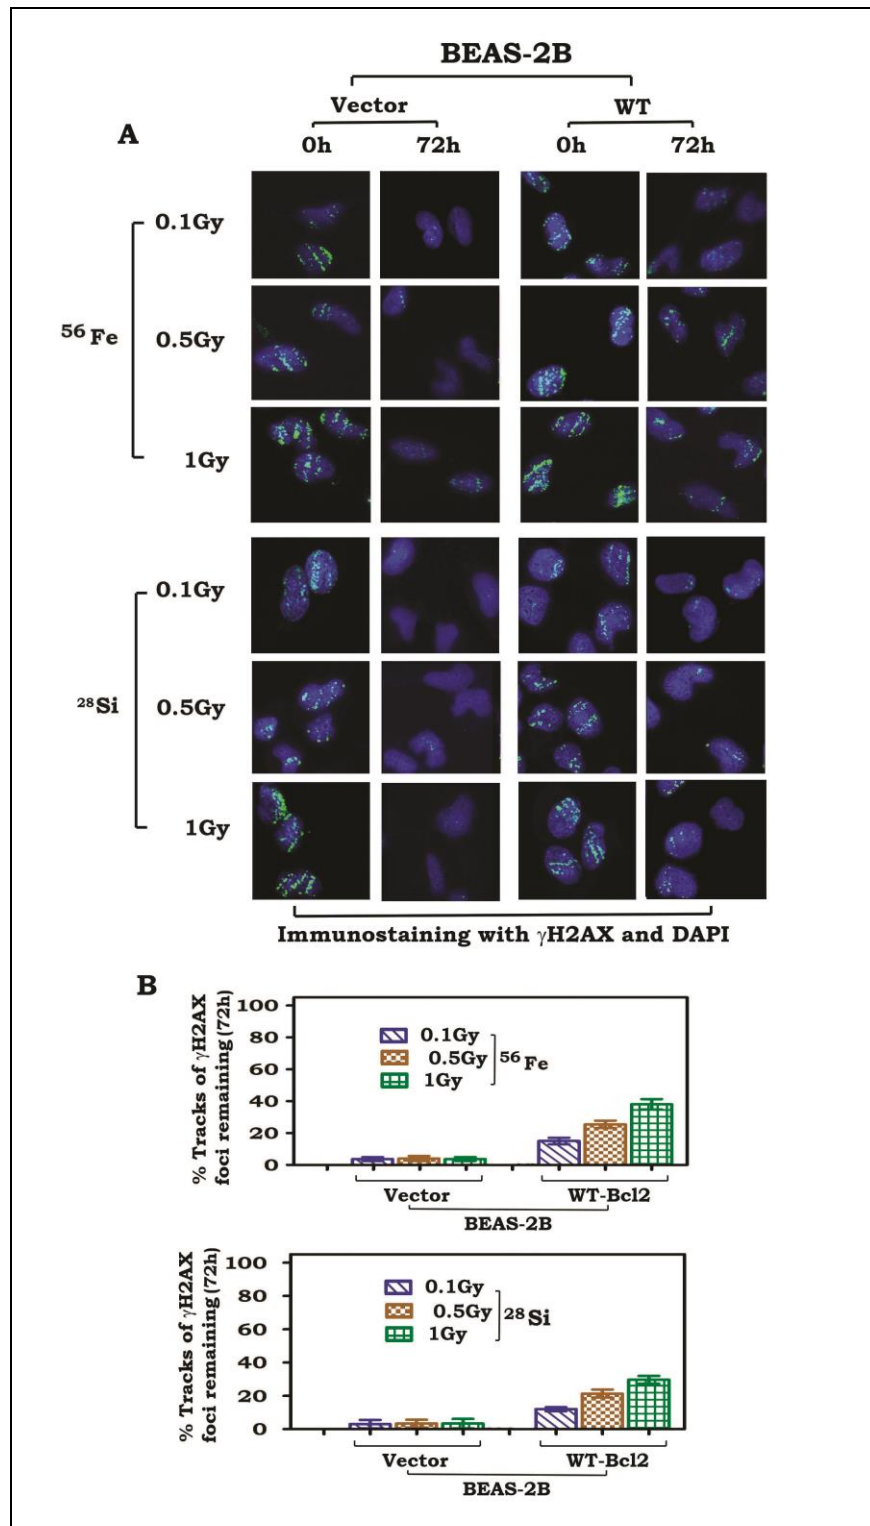 BEAS-2B
Vector WT
A
0h 72h 0h 72h
0.1Gy
56Fe 0.5Gy
1Gy
0.1Gy
28Si 0.5Gy
1Gy
Immunostaining with γH2AX and DAPI
B
% Tracks of γH2AX
foci remaining (72h)
100
80
60
40
20
0
0.1Gy
0.5Gy
1Gy
56Fe
Vector WT-Bcl2
BEAS-2B
% Tracks of γH2AX
foci remaining (72h)
100
80
60
40
20
0
0.1Gy
0.5Gy
1Gy
28Si
Vector WT-Bcl2
BEAS-2B